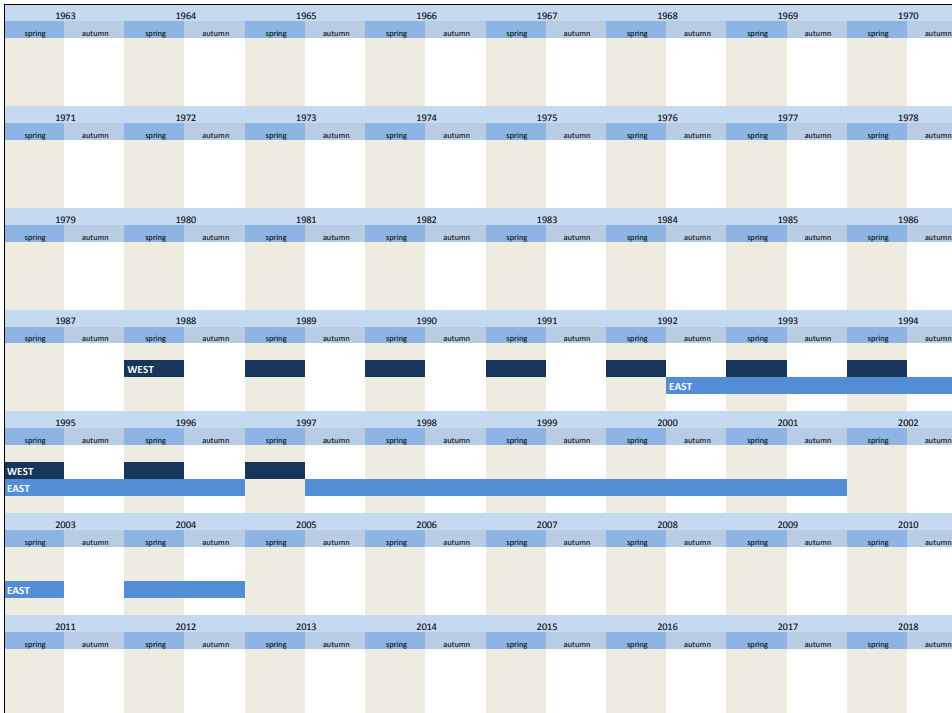 1963 1964 1965 1966 1967 1968 1969 1970
spring autumn spring autumn spring autumn spring autumn spring autumn spring autumn spring autumn spring autumn
1971 1972 1973 1974 1975 1976 1977 1978
spring autumn spring autumn spring autumn spring autumn spring autumn spring autumn spring autumn spring autumn
1979 1980 1981 1982 1983 1984 1985 1986
spring autumn spring autumn spring autumn spring autumn spring autumn spring autumn spring autumn spring autumn
1987 1988 1989 1990 1991 1992 1993 1994
spring autumn spring autumn spring autumn spring autumn spring autumn spring autumn spring autumn spring autumn
WEST
EAST
1995 1996 1997 1998 1999 2000 2001 2002
spring autumn spring autumn spring autumn spring autumn spring autumn spring autumn spring autumn spring autumn
WEST
EAST
2003 2004 2005 2006 2007 2008 2009 2010
spring autumn spring autumn spring autumn spring autumn spring autumn spring autumn spring autumn spring autumn
EAST
2011 2012 2013 2014 2015 2016 2017 2018
spring autumn spring autumn spring autumn spring autumn spring autumn spring autumn spring autumn spring autumn